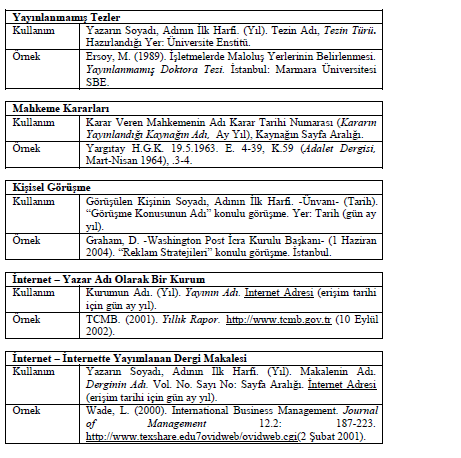 Yayınlanmamış Tezler
Kullanım Yazarın Soyadı, Adının İlk Harfi. (Yıl). Tezin Adı, Tezin Türü.
Hazırlandığı Yer: Üniversite Enstitü.
Örnek Ersoy, M. (1989). İşletmelerde Maloluş Yerlerinin Belirlenmesi.
Yayınlanmamış Doktora Tezi. İstanbul: Marmara Üniversitesi
SBE.
Mahkeme Kararları
Kullanım Karar Veren Mahkemenin Adı Karar Tarihi Numarası (Kararın
Yayınlandığı Kaynağın Adı, Ay Yıl), Kaynağın Sayfa Aralığı.
Örnek Yargıtay H.G.K. 19.5.1963. E. 4-39, K.59 (Adalet Dergisi,
Mart-Nisan 1964), .3-4.
Kişisel Görüşme
Kullanım Görüşülen Kişinin Soyadı, Adının İlk Harfi. -Ünvanı- (Tarih).
“Görüşme Konusunun Adı” konulu görüşme. Yer: Tarih (gün ay
yıl).
Örnek Graham, D. -Washington Post İcra Kurulu Başkanı- (1 Haziran
2004). “Reklam Stratejileri” konulu görüşme. İstanbul.
İnternet – Yazar Adı Olarak Bir Kurum
Kullanım Kurumun Adı. (Yıl). Yayının Adı. İnternet Adresi (erişim tarihi
için gün ay yıl).
Örnek TCMB. (2001). Yıllık Rapor. http://www.tcmb.gov.tr (10 Eylül
2002).
İnternet – İnternette Yayımlanan Dergi Makalesi
Kullanım Yazarın Soyadı, Adının İlk Harfi. (Yıl). Makalenin Adı.
Derginin Adı. Vol. No. Sayı No: Sayfa Aralığı. İnternet Adresi
(erişim tarihi için gün ay yıl).
Örnek Wade, L. (2000). International Business Management. Journal
of Management 12.2: 187-223.
http://www.texshare.edu7ovidweb/ovidweb.cgi(2 Şubat 2001).